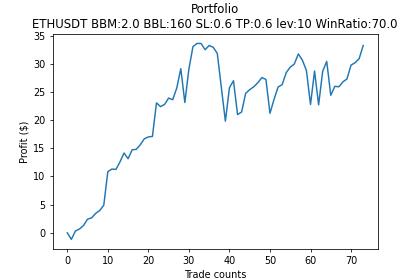 Portfolio
ETHUSDT BBM:2.0 BBL:160 SL:0.6 TP:0.6 lev:10 WinRatio:70.0
35
30
25
20
15
10
5
0
Profit ($)
0 10 20 30 40 50 60 70
Trade counts